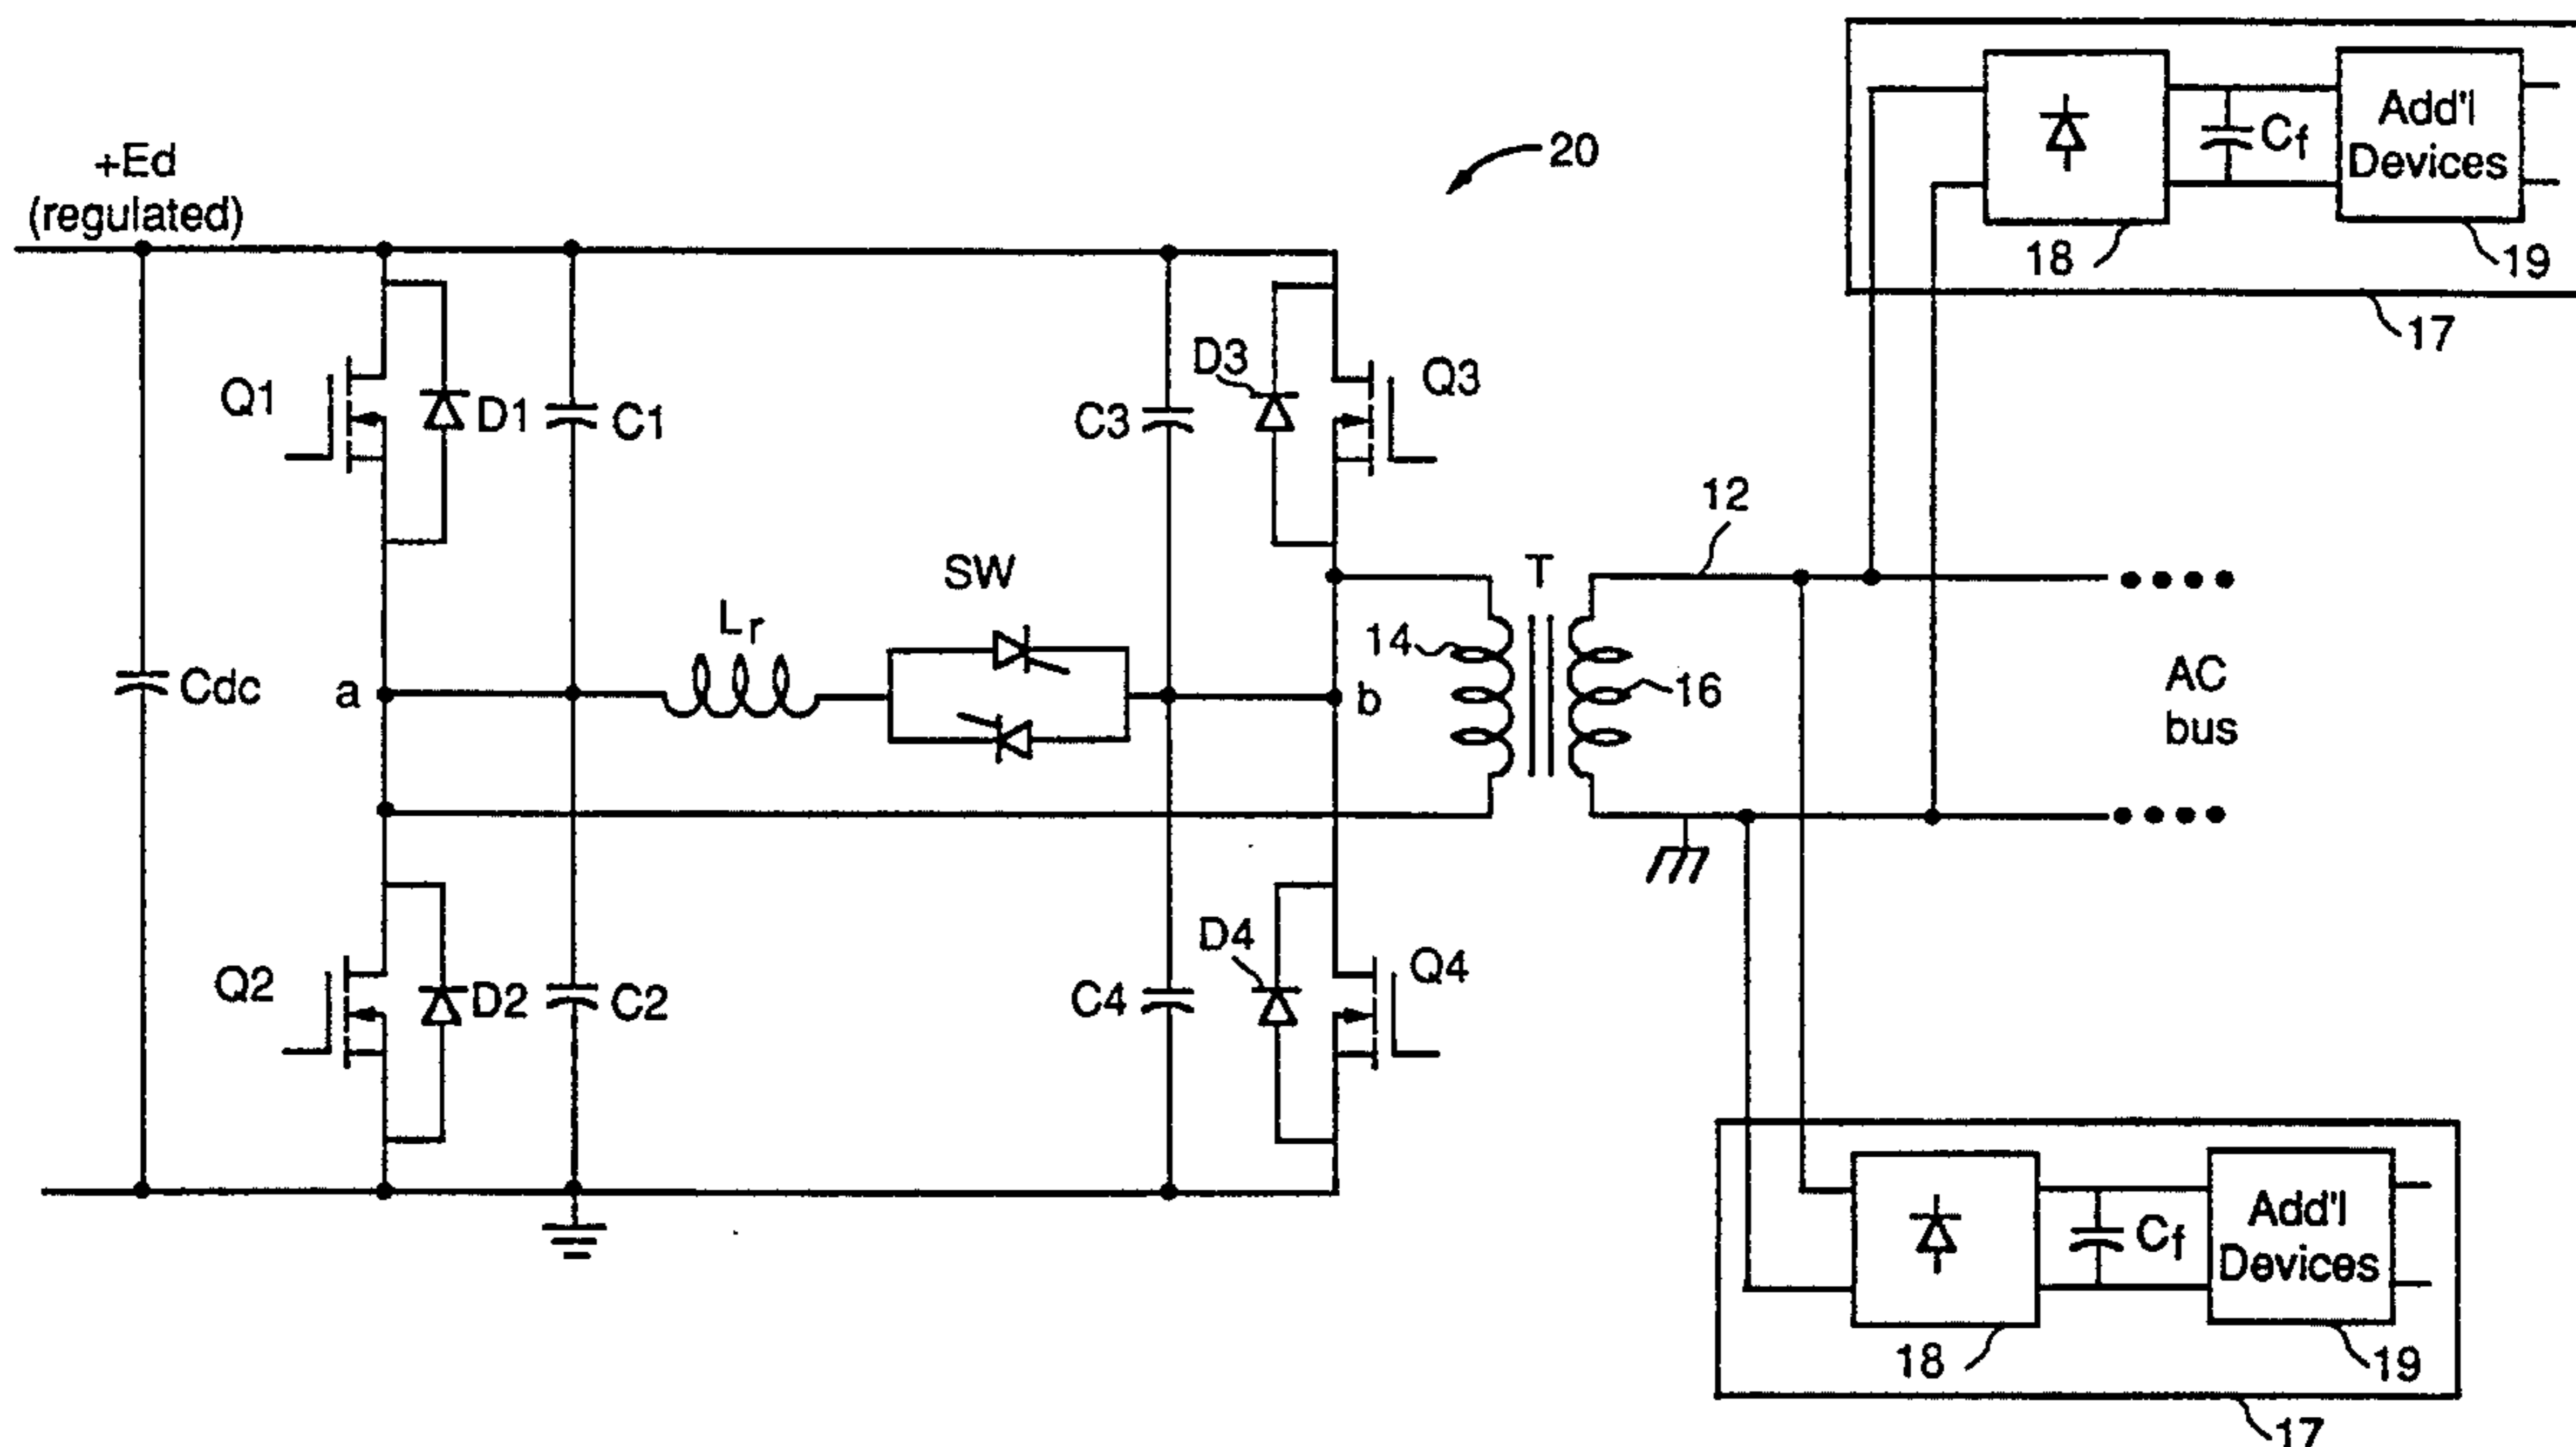 +Ed
(regulated)
20
Add'l
Devices
Cf
18
19
17
Q1
D1
C1
C3
D3
Q3
SW
Lr
T
12
14
16
a
b
Cdc
AC
bus
Q2
D2
C2
C4
D4
Q4
Add'l
Devices
Cf
18
19
17